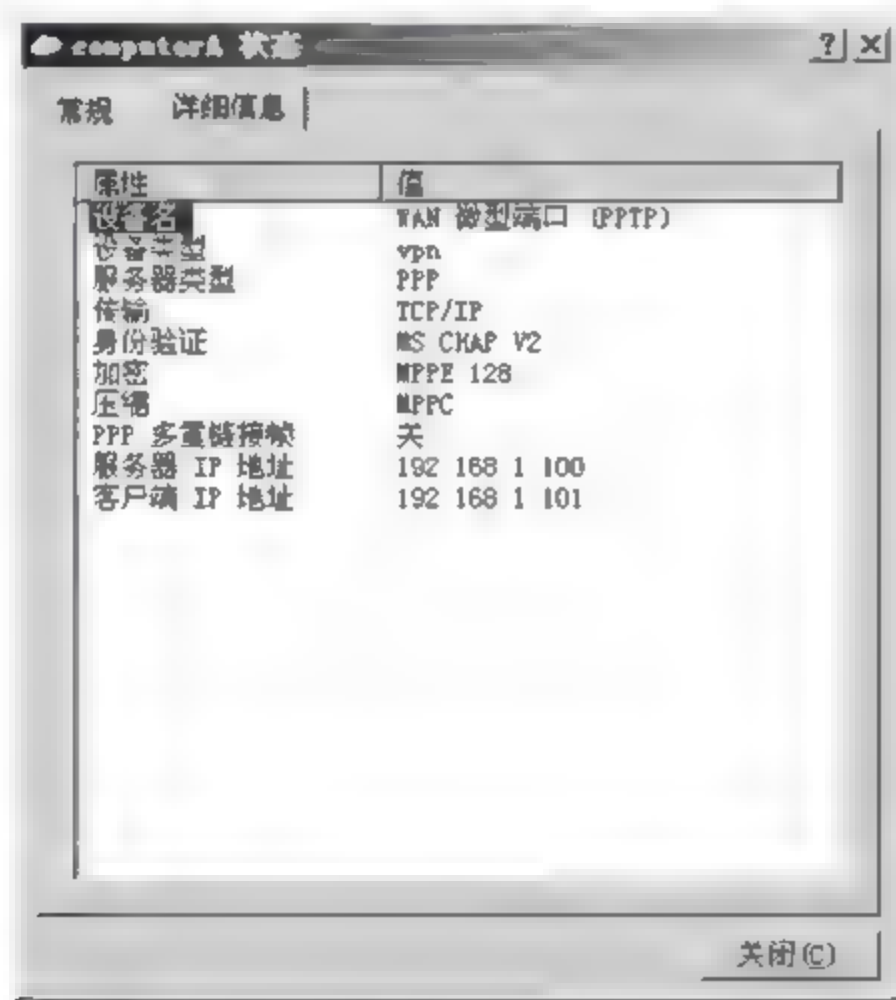 computerA 状态
常规 详细信息
属性 值
设备名 WAN 微型端口 (PPTP)
设备类型 vpn
服务器类型 PPP
传输 TCP/IP
身份验证 MS CHAP V2
加密 MPPE 128
压缩 MPPC
PPP 多重链接帧 关
服务器 IP 地址 192 168 1 100
客户端 IP 地址 192 168 1 101
关闭(C)